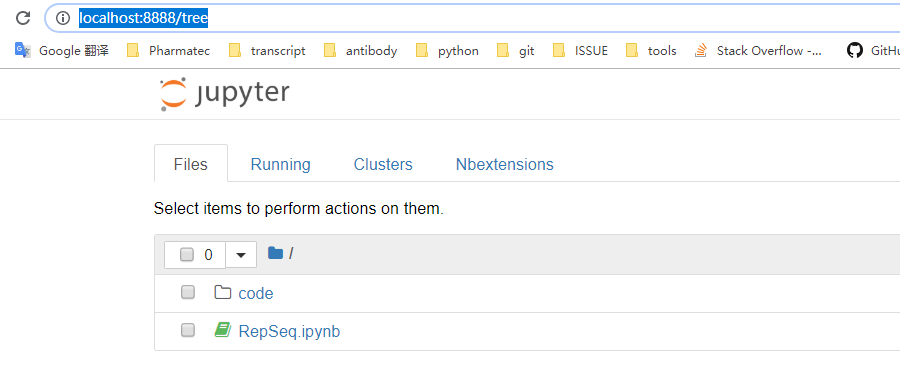 localhost:8888/tree
Google 翻译 Pharmatec transcript antibody python git ISSUE tools Stack Overflow -... GitHu
jupyter
Files Running Clusters Nbextensions
Select items to perform actions on them.
0 /
code
RepSeq.ipynb